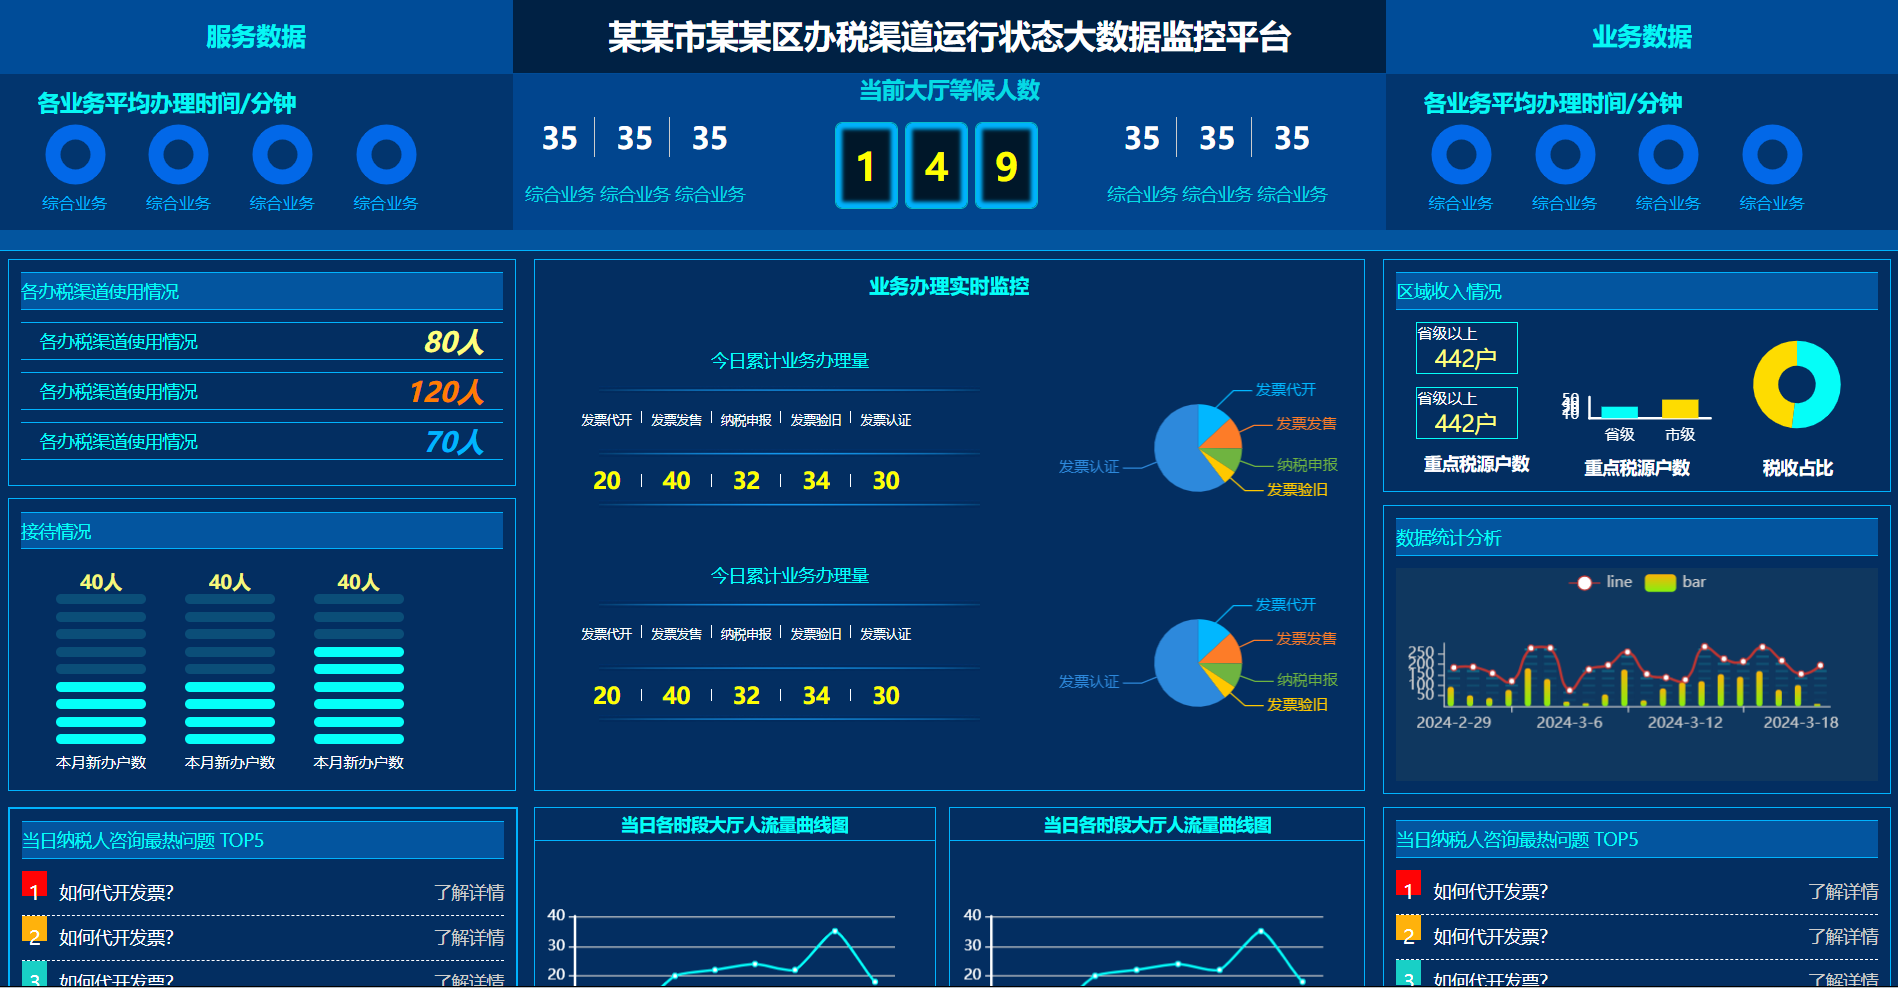 服务数据
某某市某某区办税渠道运行状态大数据监控平台
业务数据
各业务平均办理时间/分钟
综合业务 综合业务 综合业务 综合业务
当前大厅等候人数
35 35 35
综合业务 综合业务 综合业务
1 4 9
35 35 35
综合业务 综合业务 综合业务
各业务平均办理时间/分钟
综合业务 综合业务 综合业务 综合业务
各办税渠道使用情况
各办税渠道使用情况 80人
各办税渠道使用情况 120人
各办税渠道使用情况 70人
接待情况
40人 40人 40人
本月新办户数 本月新办户数 本月新办户数
当日纳税人咨询最热问题 TOP5
1 如何代开发票? 了解详情
2 如何代开发票? 了解详情
3 如何代开发票? 了解详情
业务办理实时监控
今日累计业务办理量
发票代开 发票发售 纳税申报 发票验旧 发票认证
20 40 32 34 30
发票代开
发票发售
纳税申报
发票验旧
发票认证
今日累计业务办理量
发票代开 发票发售 纳税申报 发票验旧 发票认证
20 40 32 34 30
发票代开
发票发售
纳税申报
发票验旧
发票认证
当日各时段大厅人流量曲线图
40
30
20
当日各时段大厅人流量曲线图
40
30
20
区域收入情况
省级以上
442户
省级以上
442户
重点税源户数
50
省级 市级
重点税源户数
税收占比
数据统计分析
line bar
250
200
150
100
50
2024-2-29 2024-3-6 2024-3-12 2024-3-18
当日纳税人咨询最热问题 TOP5
1 如何代开发票? 了解详情
2 如何代开发票? 了解详情
3 如何代开发票? 了解详情